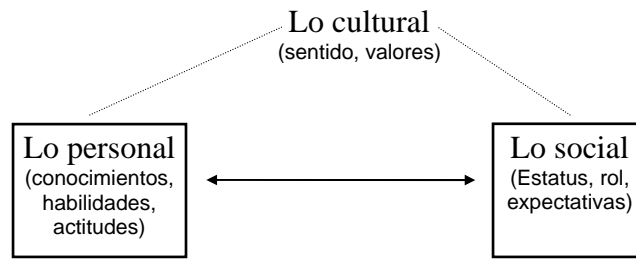 Lo cultural
(sentido, valores)
Lo personal
(conocimientos,
habilidades,
actitudes)
Lo social
(Estatus, rol,
expectativas)